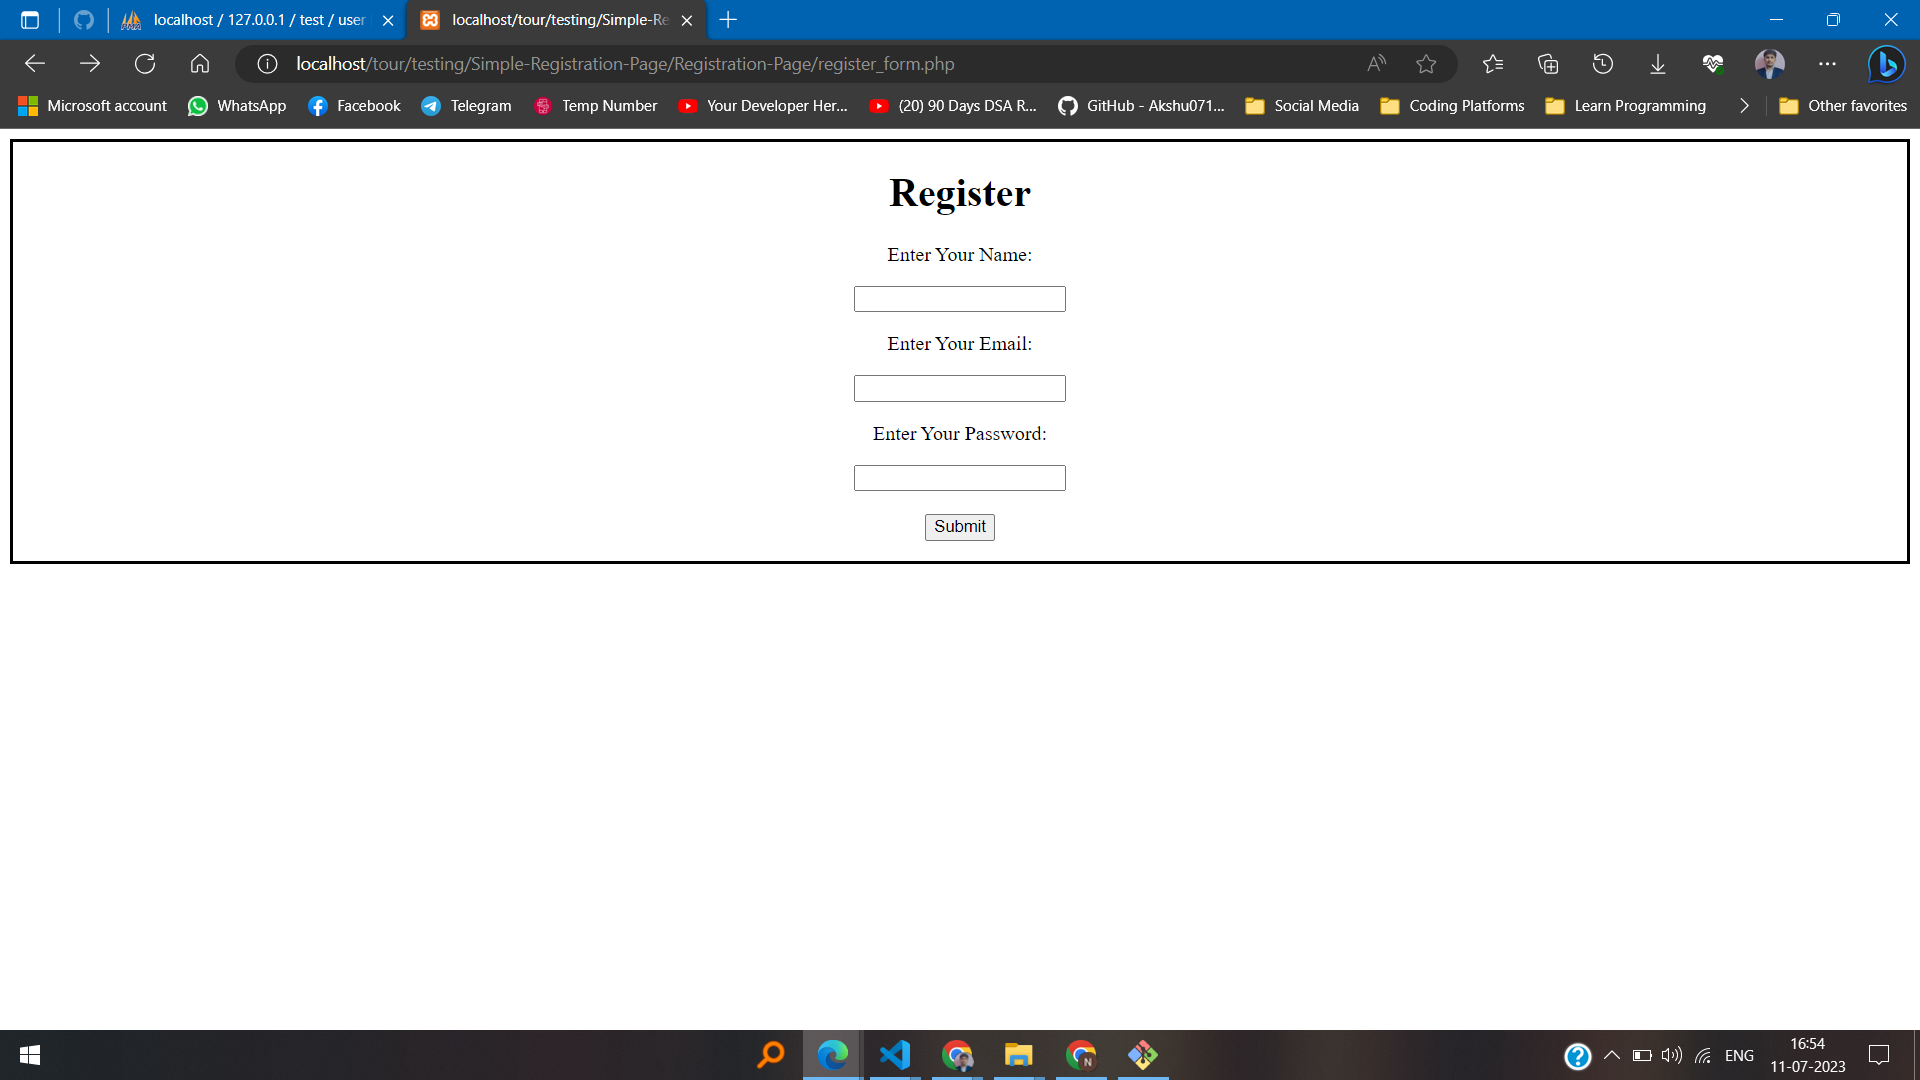 localhost / 127.0.0.1 / test / user
localhost/tour/testing/Simple-Re
localhost/tour/testing/Simple-Registration-Page/Registration-Page/register_form.php
Microsoft account WhatsApp Facebook Telegram Temp Number Your Developer Her... (20) 90 Days DSA R... GitHub - Akshu071... Social Media Coding Platforms Learn Programming Other favorites
Register
Enter Your Name:
Enter Your Email:
Enter Your Password:
Submit
ENG
16:54
11-07-2023